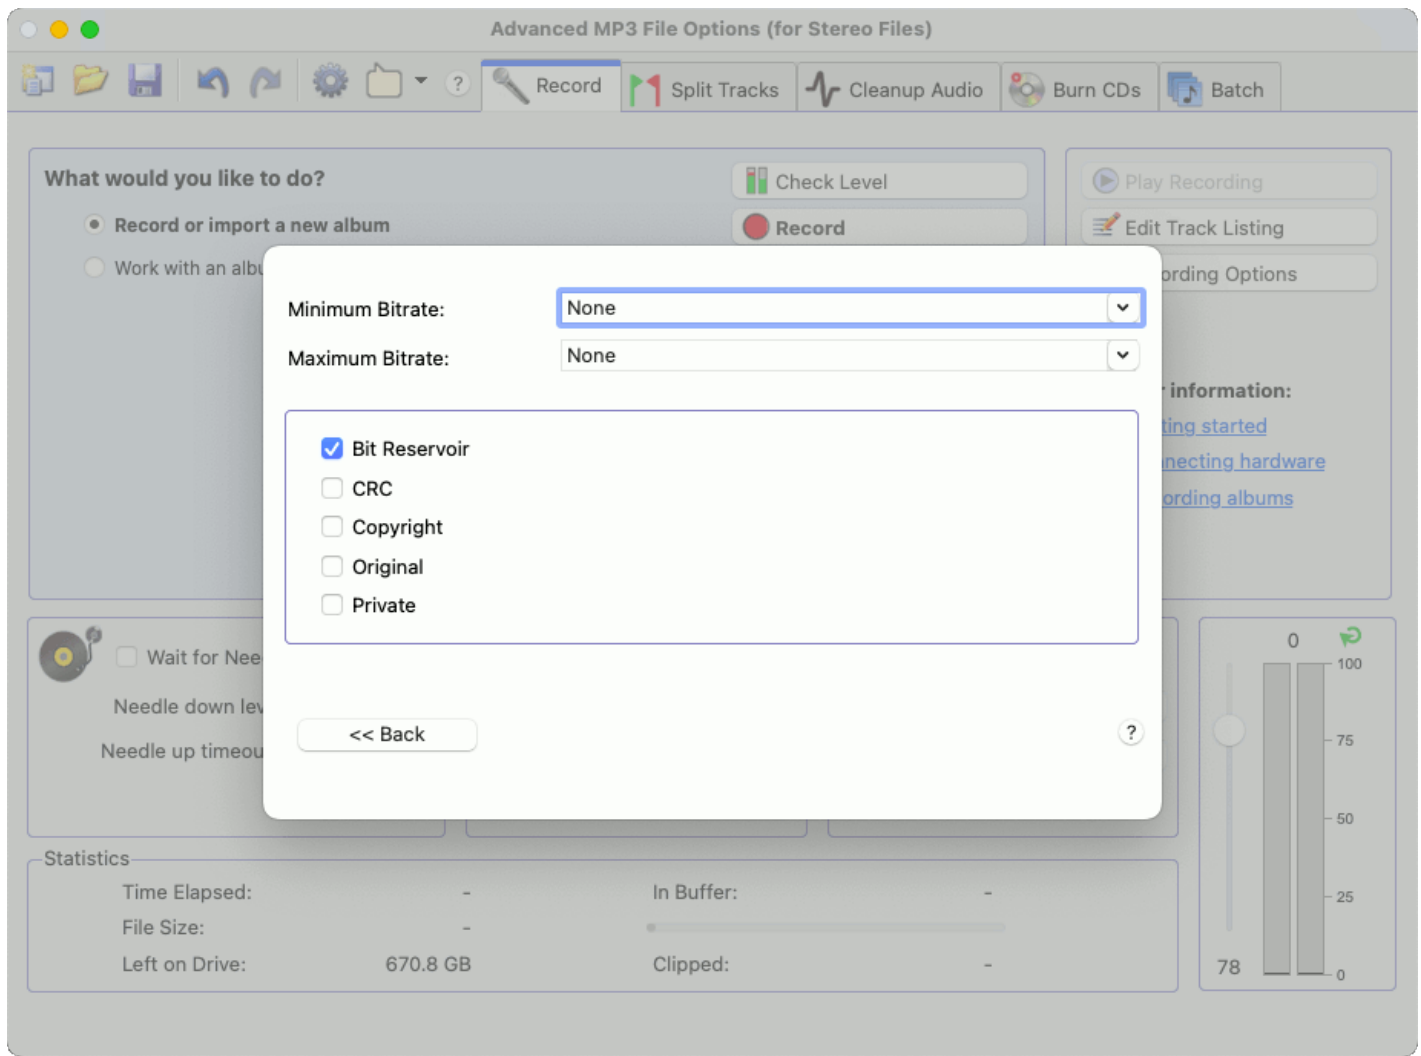 Advanced MP3 File Options (for Stereo Files)
?
Record
Split Tracks
Cleanup Audio
Burn CDs
Batch
What would you like to do?
Record or import a new album
Work with an albu
Check Level
Record
Play Recording
Edit Track Listing
ording Options
Minimum Bitrate:
None
Maximum Bitrate:
None
r information:
ting started
nnecting hardware
ording albums
Bit Reservoir
CRC
Copyright
Original
Private
<< Back
?
Wait for Nee
Needle down lev
Needle up timeou
0
100
75
50
25
0
78
Statistics
Time Elapsed: -
In Buffer: -
File Size: -
Left on Drive: 670.8 GB
Clipped: -